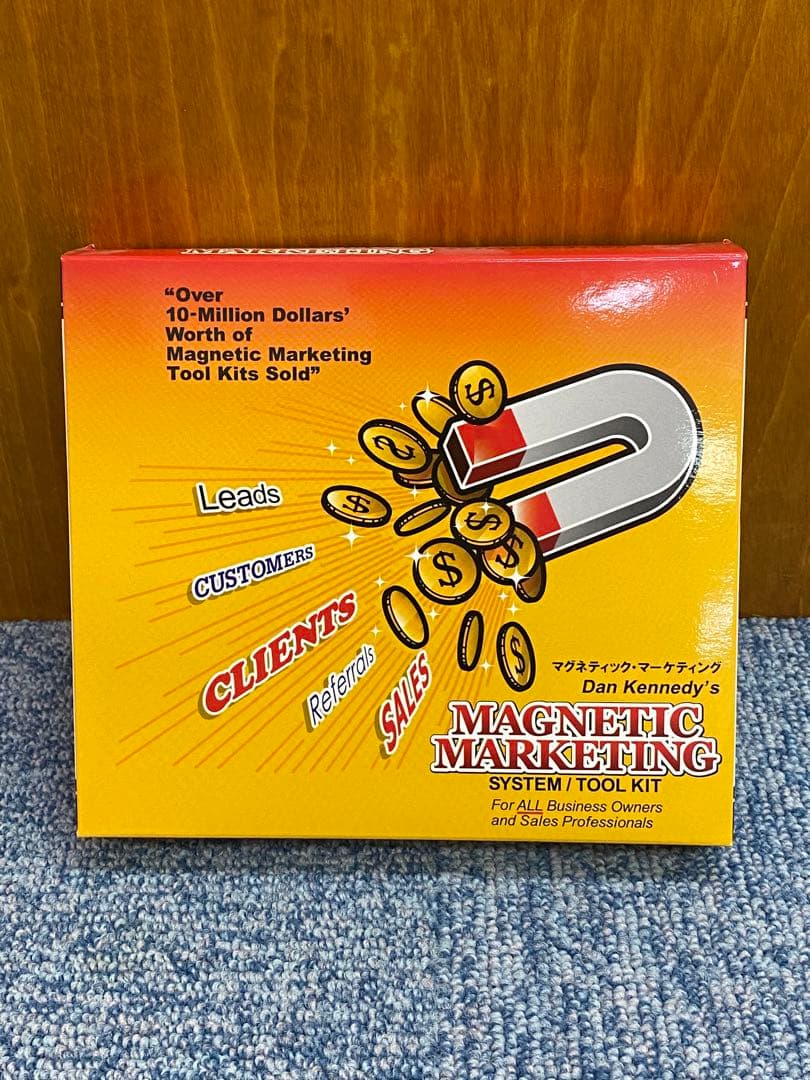 MARKETING
“Over
10-Million Dollars’
Worth of
Magnetic Marketing
Tool Kits Sold”
Leads
CUSTOMERS
CLIENTS
Referrals
SALES
$
$
$
$
$
$
$
$
マグネティック・マーケティング
Dan Kennedy’s
MAGNETIC
MARKETING
SYSTEM / TOOL KIT
For ALL Business Owners
and Sales Professionals